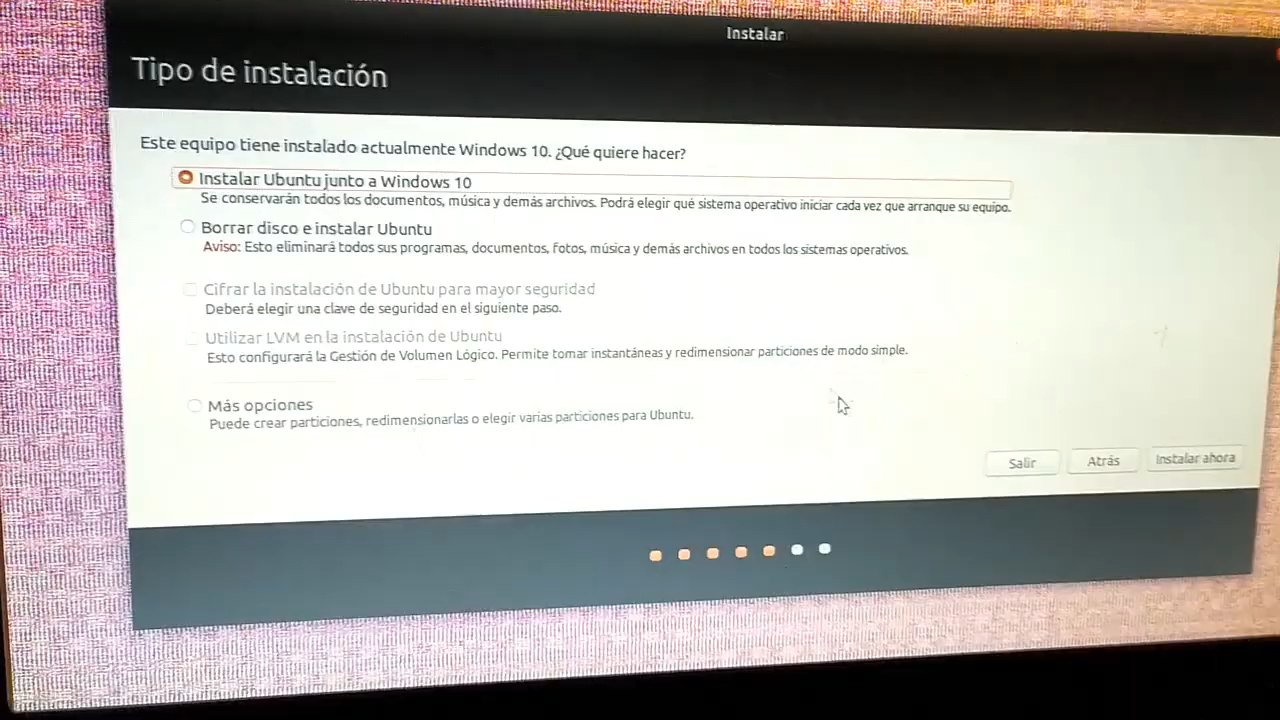 Instalar
Tipo de instalación
Este equipo tiene instalado actualmente Windows 10. ¿Qué quiere hacer?
Instalar Ubuntu junto a Windows 10
Se conservarán todos los documentos, música y demás archivos. Podrá elegir qué sistema operativo iniciar cada vez que arranque su equipo.
Borrar disco e instalar Ubuntu
Aviso: Esto eliminará todos sus programas, documentos, fotos, música y demás archivos en todos los sistemas operativos.
Cifrar la instalación de Ubuntu para mayor seguridad
Deberá elegir una clave de seguridad en el siguiente paso.
Utilizar LVM en la instalación de Ubuntu
Esto configurará la Gestión de Volumen Lógico. Permite tomar instantáneas y redimensionar particiones de modo simple.
Más opciones
Puede crear particiones, redimensionarlas o elegir varias particiones para Ubuntu.
Salir
Atrás
Instalar ahora